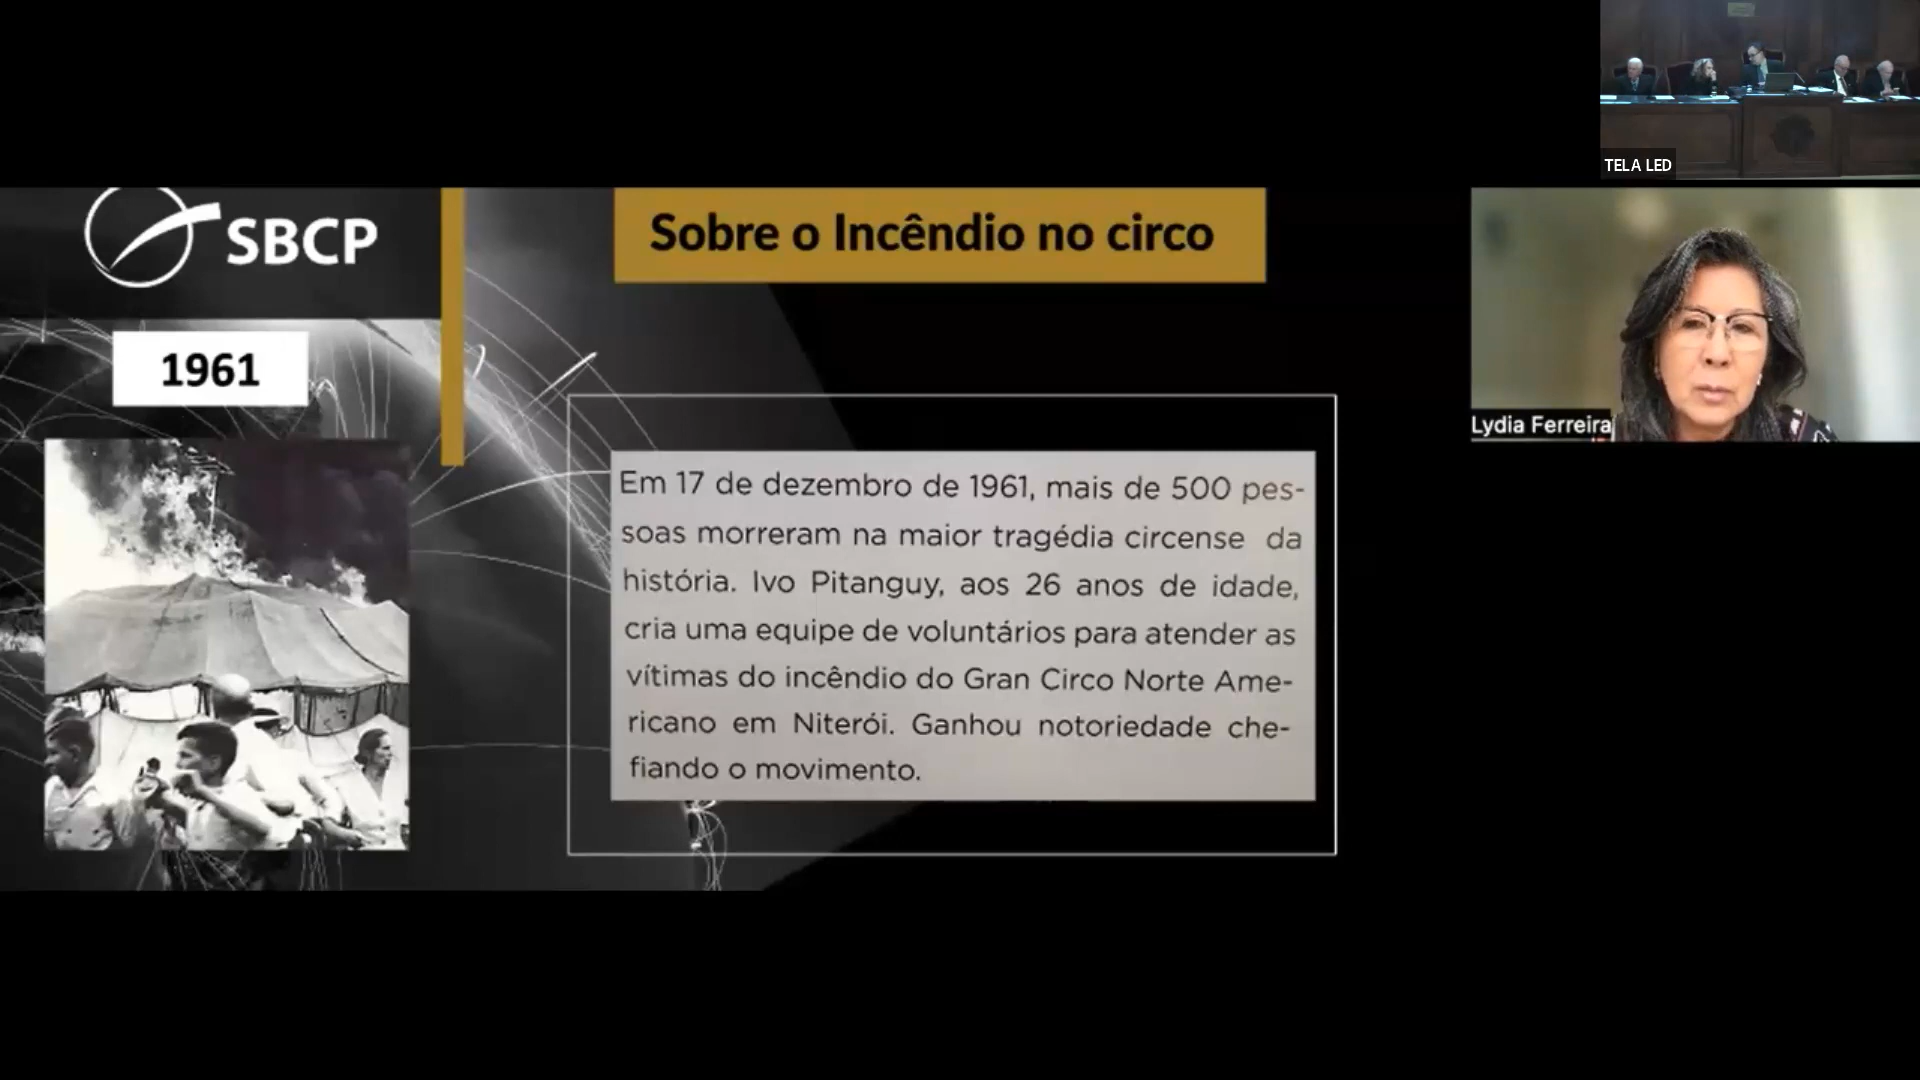 TELA LED
SBCP
Sobre o Incêndio no circo
1961
Lydia Ferreira
Em 17 de dezembro de 1961, mais de 500 pes-
soas morreram na maior tragédia circense da
história. Ivo Pitanguy, aos 26 anos de idade,
cria uma equipe de voluntários para atender as
vítimas do incêndio do Gran Circo Norte Ame-
ricano em Niterói. Ganhou notoriedade che-
fiando o movimento.